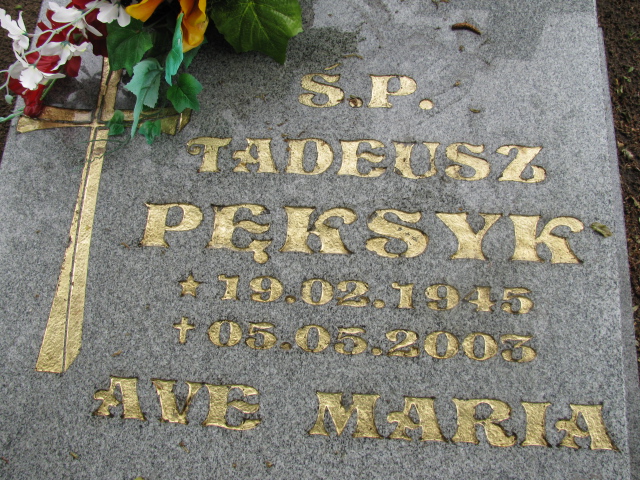 Ś.P.
TADEUSZ
PĘKSYK
* 19.02.1945
✝ 05.05.2003
AVE MARIA